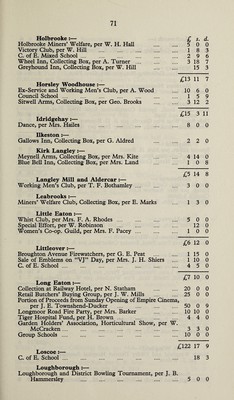 71
Holbrooke :— £ s. d.
Holbrooke Miners' Welfare, per W. H. Hall 5 0 0
Victory Club, per W. Hill 1 8 3
C. of E. Mixed School 2 9 6
Wheel Inn, Collecting Box, per A. Turner 3 18 7
Greyhound Inn, Collecting Box, per W. Hill 15 3
£13 11 7
Horsley Woodhouse :—
Ex-Service and Working Men's Club, per A. Wood 10 6 0
Council School 1 5 9
Sitwell Arms, Collecting Box, per Geo. Brooks 3 12 2
£15 3 11
Idridgehay :—
Dance, per Mrs. Hailes 8 0 0
Ilkeston :—
Gallows Inn, Collecting Box, per G. Aldred 2 2 0
Kirk Langley :—
Meynell Arms, Collecting Box, per Mrs. Kite 4 14 0
Blue Bell Inn, Collecting Box, per Mrs. Land 1 0 8
£5 14 8
Langley Mill and Aldercar :—
Working Men's Club, per T. F. Bothamley 3 0 0
Leabrooks :—
Miners' Welfare, Collecting Box, per E. Marks 1 3 0
Little Eaton :—
Whist Club, per Mrs. F. A. Rhodes 5 0 0
Special Effort, per W. Robinson 12 0
Women's Co-op. Guild, per Mrs. F. Pacey 1 0 0
£6 12 0
Littleover :—
Broughton Avenue Firewatchers, per G. E. Peat 1 15 0
Sale of Emblems on "VJ" Day, per Mrs. J. H. Shiers 1 10 0
C. of E. School 4 5 0
£7 10 0
Long Eaton :—
Collection at Railway Hotel, per N. Statham 20 0 0
Retail Butchers' Buying Group, per J. W. Mills 25 0 0
Portion of Proceeds from Sunday Opening of Empire Cinema,
per J. E. Townshend-Ducker 50 0 9
Longmoor Road Fire Party, per Mrs. Barker 10 10 0
Tiger Hospital Fund, per H. Brown 4 4 0
Garden Holders' Association, Horticultural Show, per W.
McCracken 3 3 0
Group Schools 10 0 0
£122 17 9
Loscoe :—
C. of E. School 18 3
Loughborough :—
Loughborough and District Bowling Tournament, per J. B.
Hammersley 5 0 0